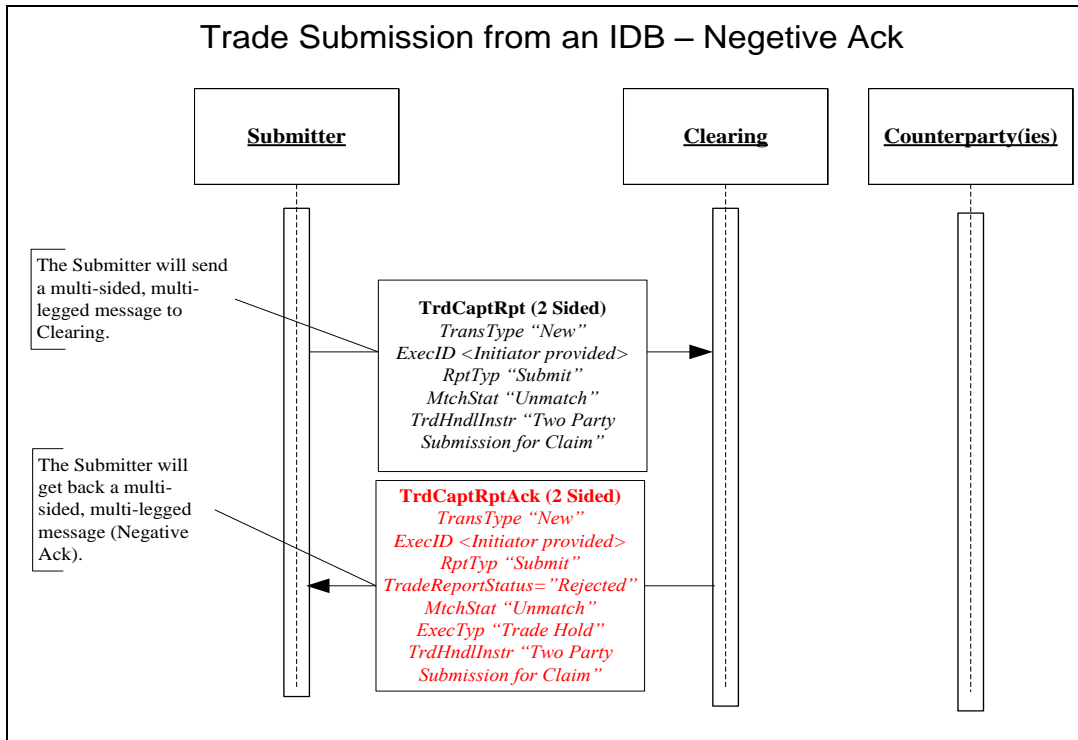 Trade Submission from an IDB – Negetive Ack
Submitter
Clearing
Counterparty(ies)
The Submitter will send
a multi-sided, multi-
legged message to
Clearing.
TrdCaptRpt (2 Sided)
TransType “New”
ExecID <Initiator provided>
RptTyp “Submit”
MtchStat “Unmatch”
TrdHndlInstr “Two Party
Submission for Claim”
The Submitter will
get back a multi-
sided, multi-legged
message (Negative
Ack).
TrdCaptRptAck (2 Sided)
TransType “New”
ExecID <Initiator provided>
RptTyp “Submit”
TradeReportStatus=”Rejected”
MtchStat “Unmatch”
ExecTyp “Trade Hold”
TrdHndlInstr “Two Party
Submission for Claim”